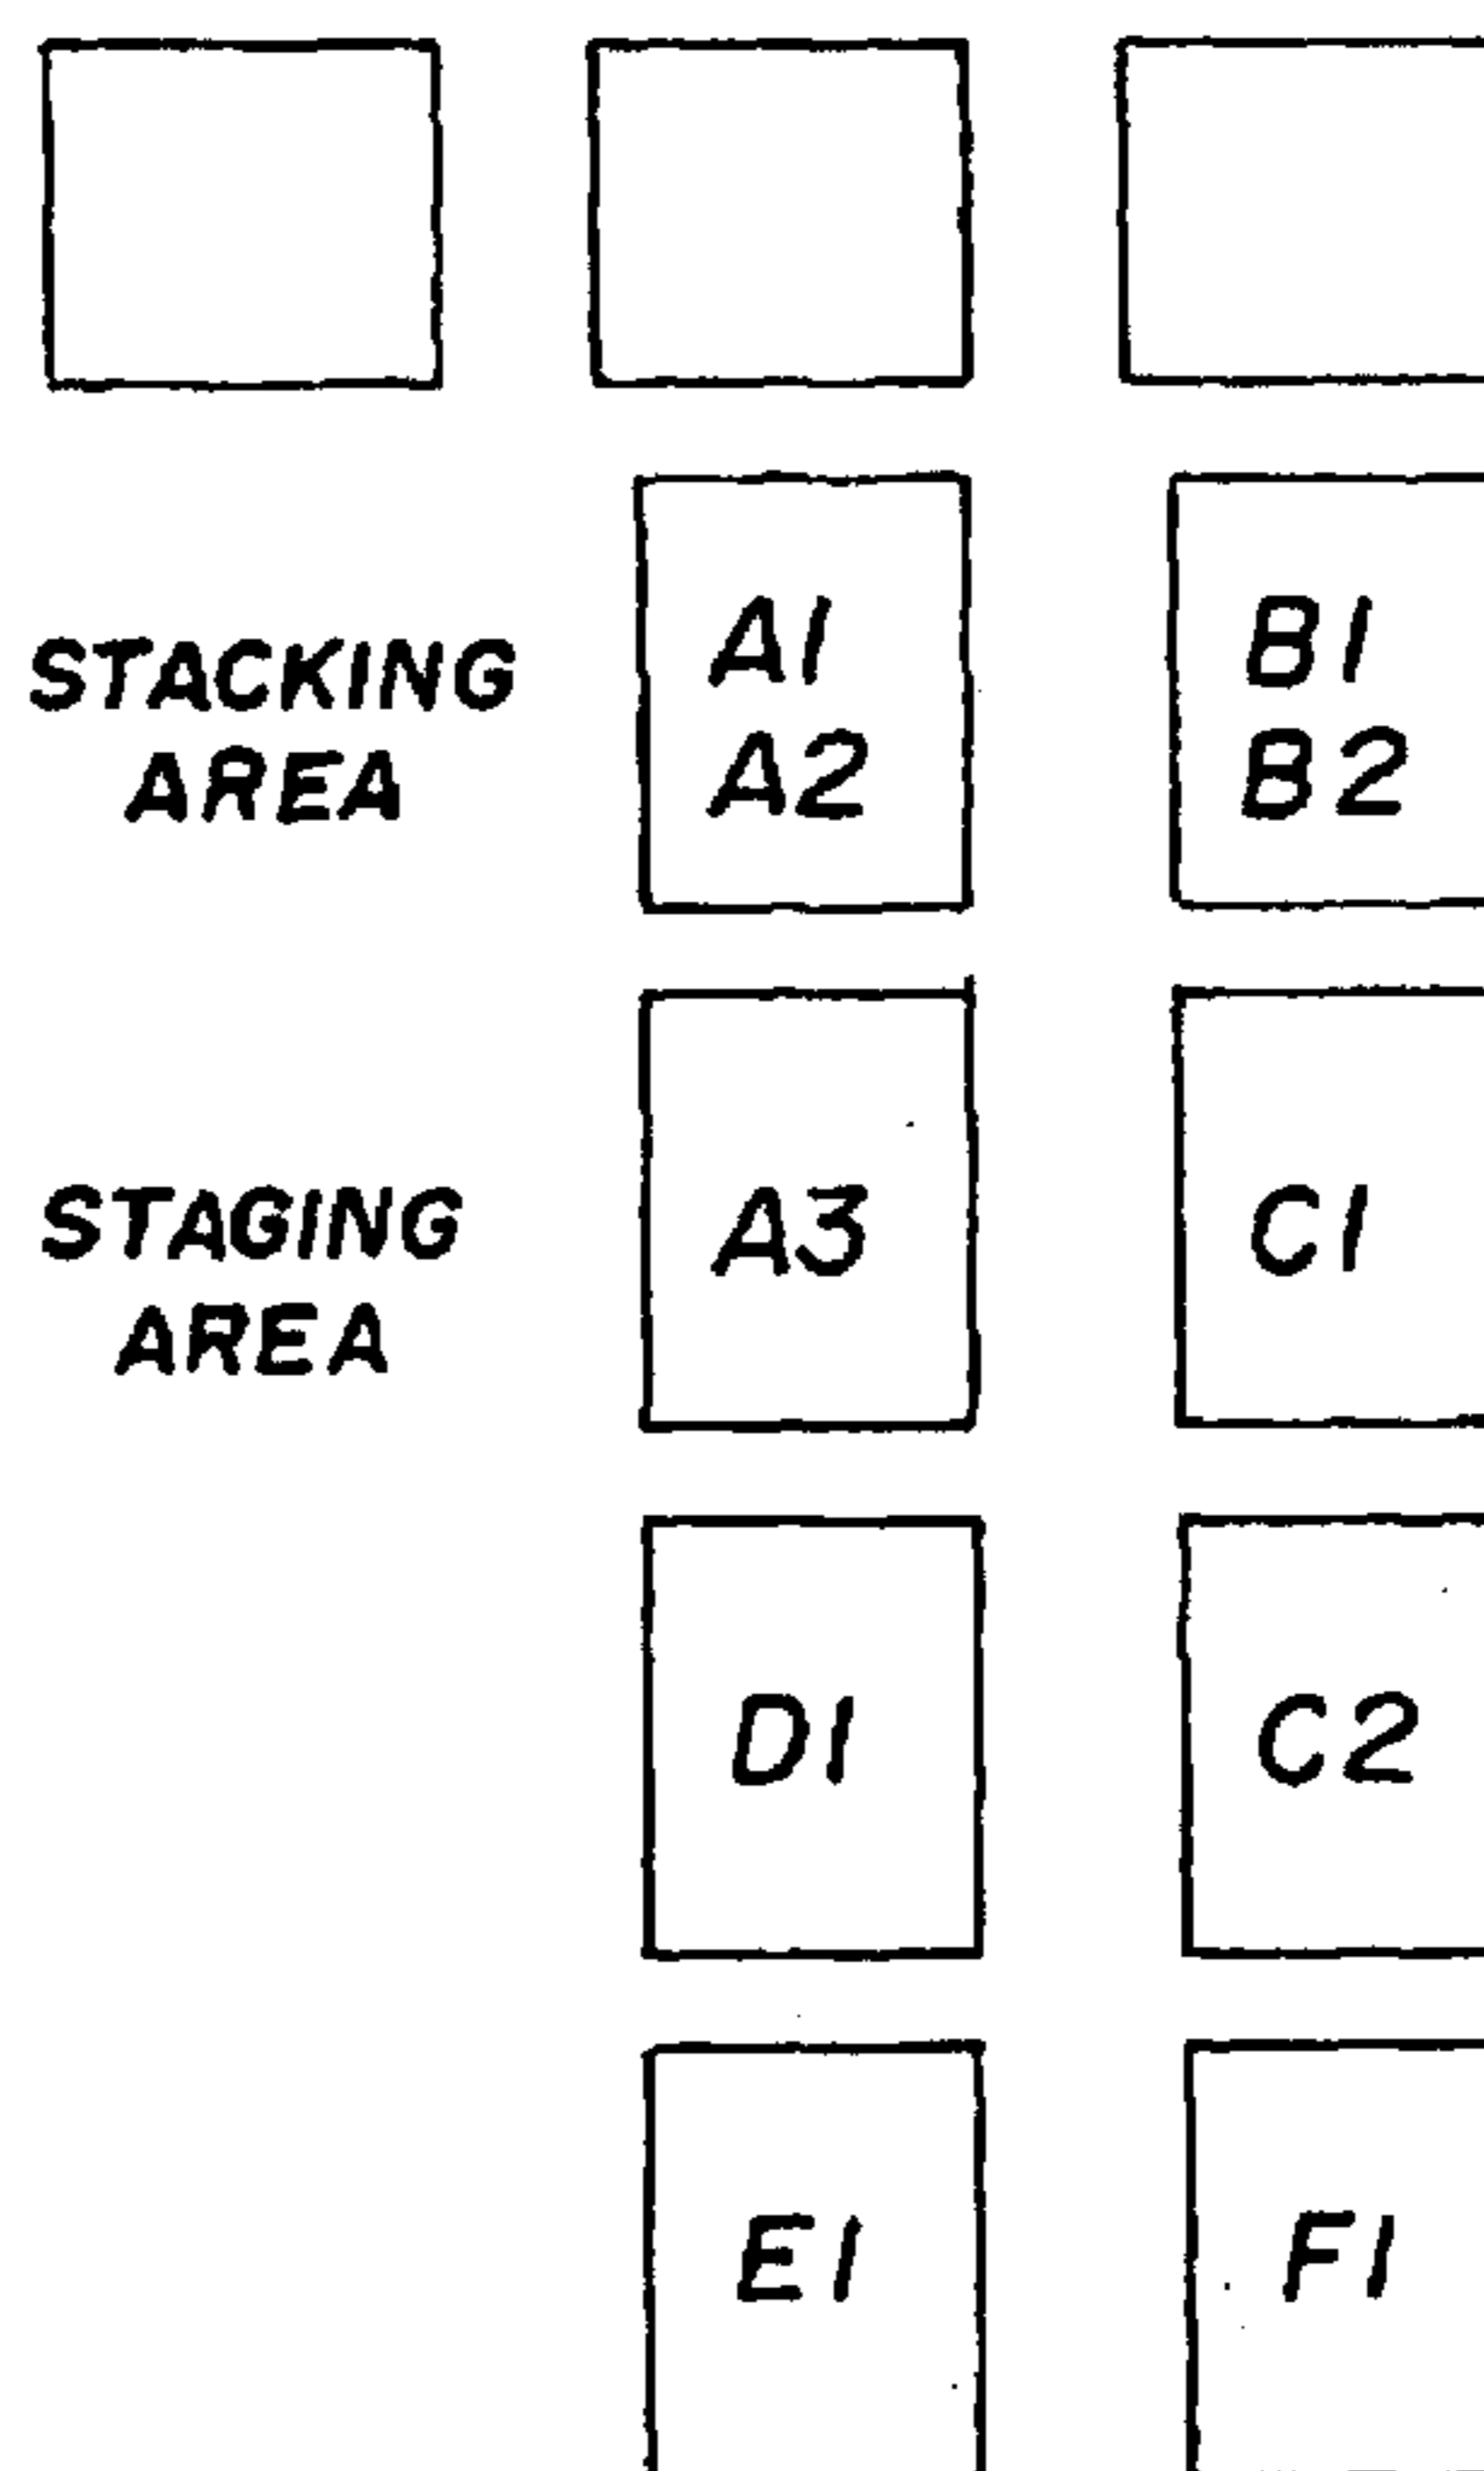 STACKING
AREA
A1
A2
B1
B2
STAGING
AREA
A3
C1
D1
C2
E1
F1